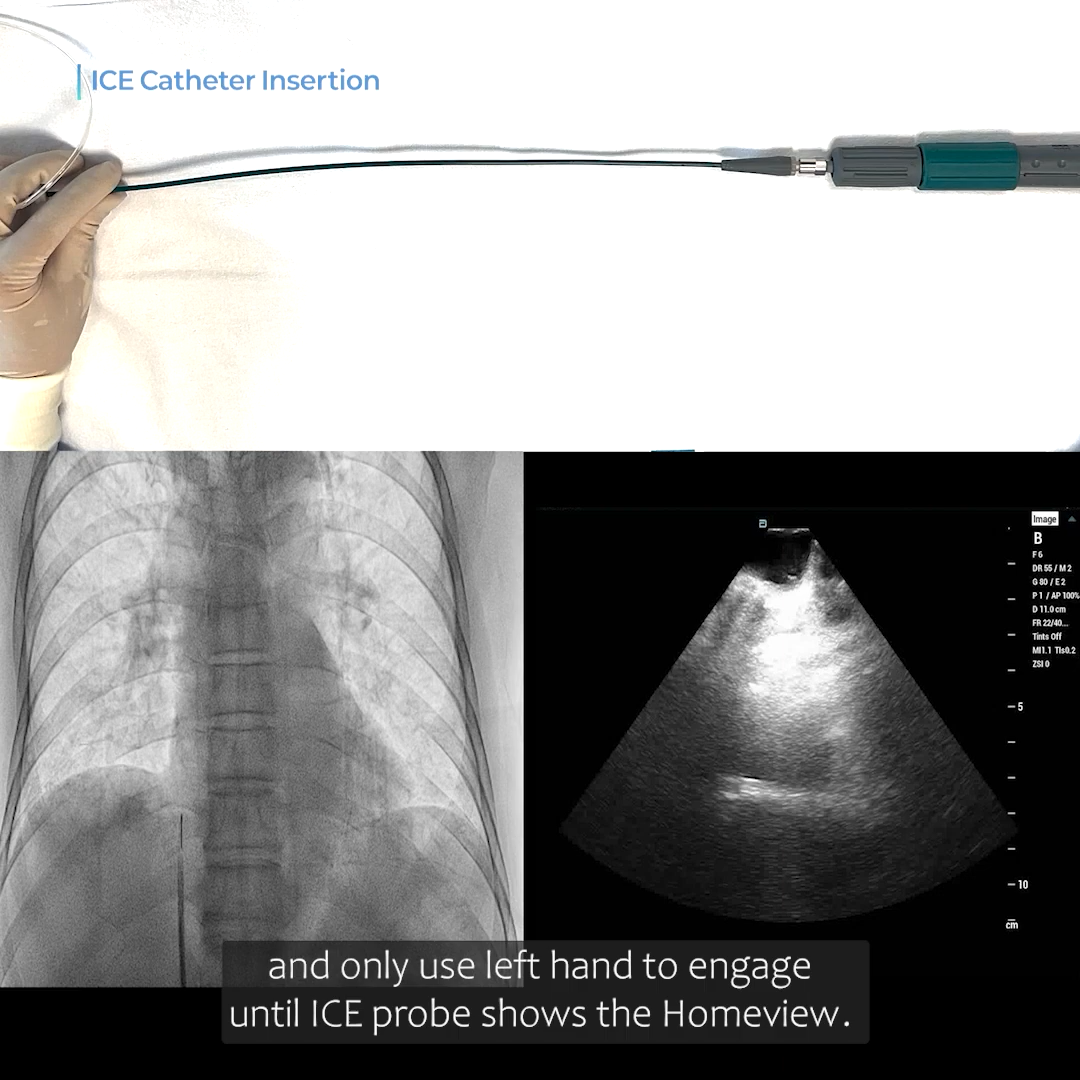 ICE Catheter Insertion
Image
B
F 6
DR 55 / M 2
G 80 / E 2
P 1 / AP 100%
D 11.0 cm
FR 22/40...
Tints Off
MI1.1 TIs0.2
ZSI 0
5
10
cm
and only use left hand to engage
until ICE probe shows the Homeview.